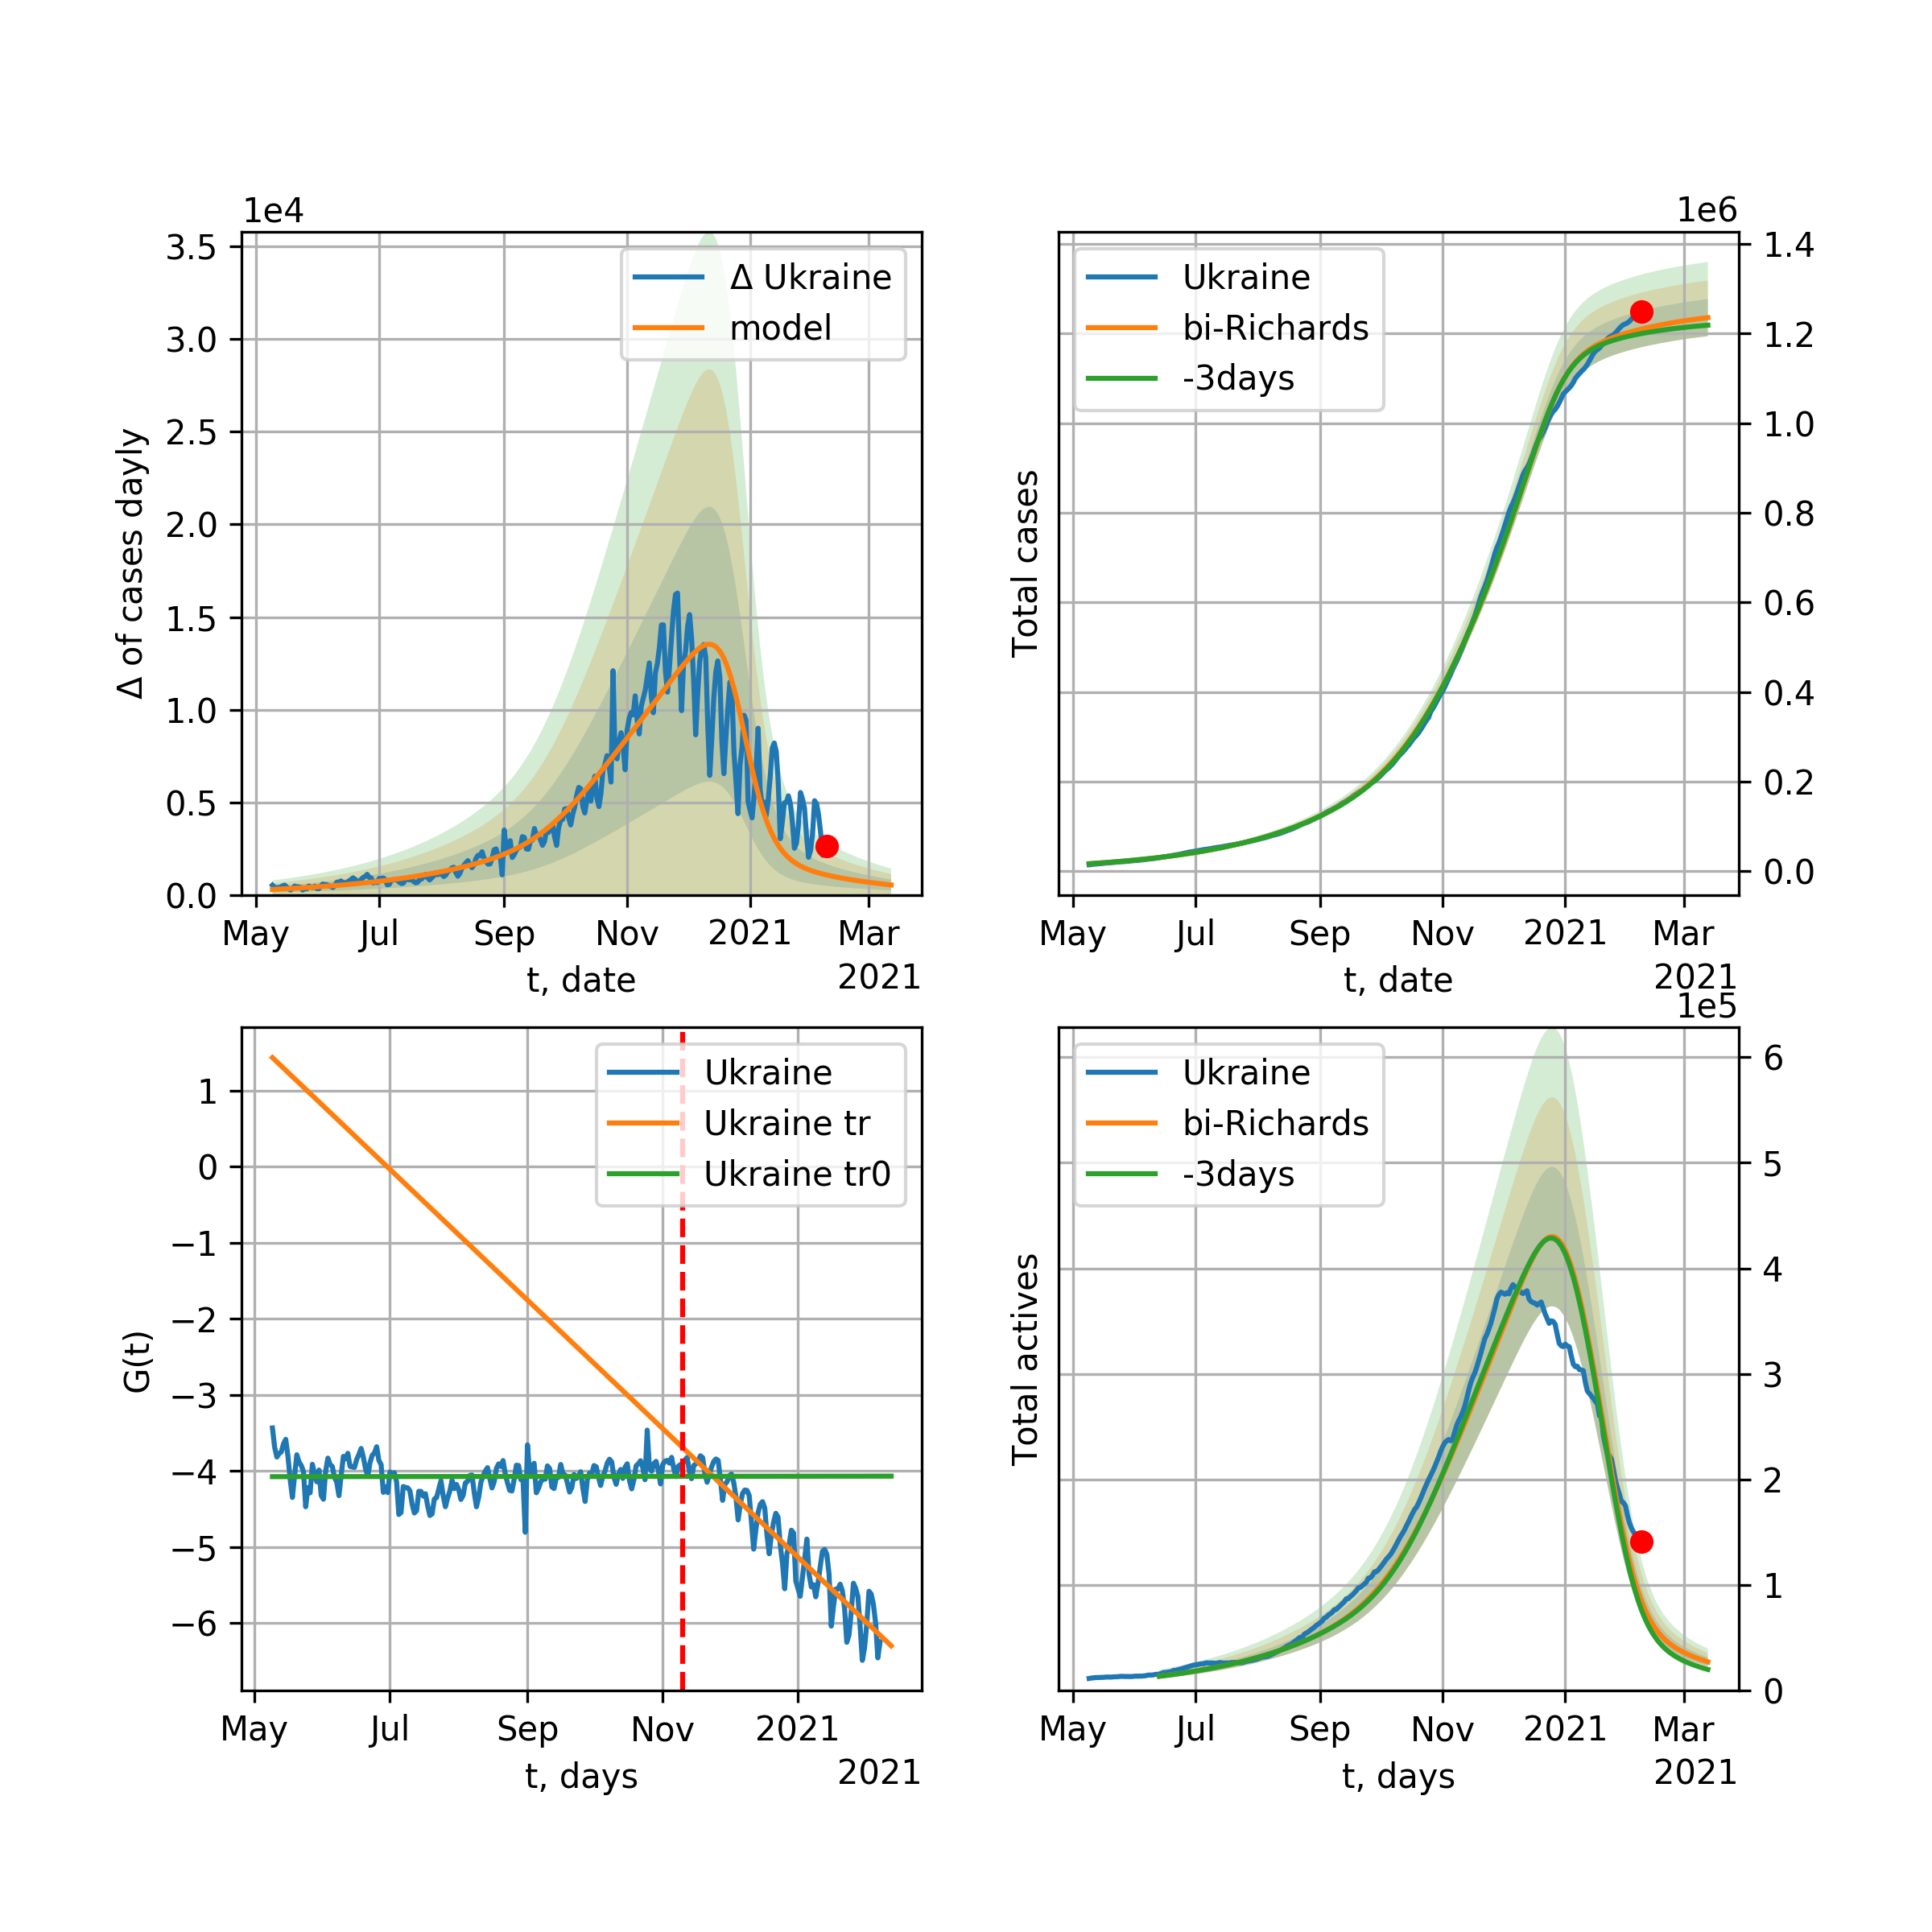 1e4
3.5
3.0
2.5
2.0
1.5
1.0
0.5
0.0
Δ of cases dayly
Δ Ukraine
model
May Jul Sep Nov 2021 Mar
t, date
2021
1e6
1.4
1.2
1.0
0.8
0.6
0.4
0.2
0.0
Total cases
Ukraine
bi-Richards
-3days
May Jul Sep Nov 2021 Mar
t, date
2021
1
0
−1
−2
−3
−4
−5
−6
G(t)
Ukraine
Ukraine tr
Ukraine tr0
May Jul Sep Nov 2021
t, days
2021
1e5
6
5
4
3
2
1
0
Total actives
Ukraine
bi-Richards
-3days
May Jul Sep Nov 2021 Mar
t, days
2021